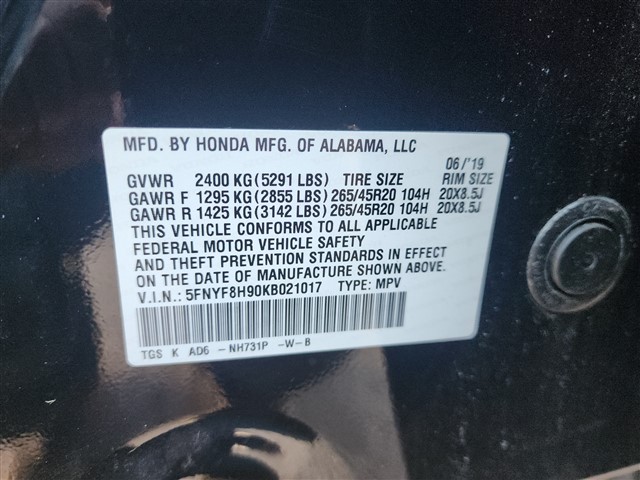 MFD. BY HONDA MFG. OF ALABAMA, LLC
06/'19
GVWR 2400 KG(5291 LBS) TIRE SIZE RIM SIZE
GAWR F 1295 KG(2855 LBS) 265/45R20 104H 20X8.5J
GAWR R 1425 KG(3142 LBS) 265/45R20 104H 20X8.5J
THIS VEHICLE CONFORMS TO ALL APPLICABLE
FEDERAL MOTOR VEHICLE SAFETY
AND THEFT PREVENTION STANDARDS IN EFFECT
ON THE DATE OF MANUFACTURE SHOWN ABOVE.
V.I.N.: 5FNYF8H90KB021017 TYPE: MPV
TGS K AD6 -NH731P -W-B